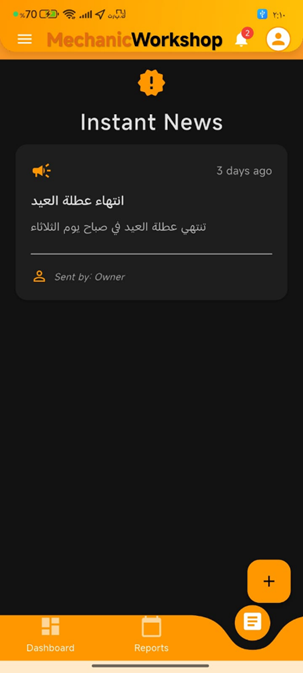 %70
٢:١٠
MechanicWorkshop
2
Instant News
3 days ago
انتهاء عطلة العيد
تنتهي عطلة العيد في صباح يوم الثلاثاء
Sent by: Owner
+
Dashboard
Reports